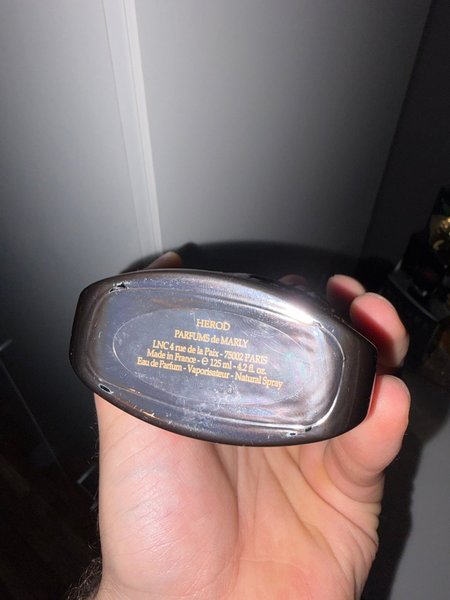 HEROD
PARFUMS de MARLY
LNC 4 rue de la Paix - 75002 PARIS
Made in France - ℮ 125 ml - 4.2 fl. oz.
Eau de Parfum - Vaporisateur - Natural Spray